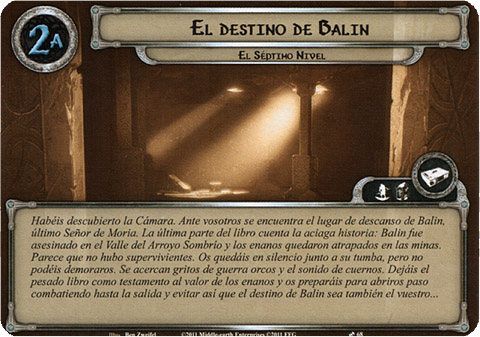 2A
El destino de Balin
El Séptimo Nivel
Habéis descubierto la Cámara. Ante vosotros se encuentra el lugar de descanso de Balin,
último Señor de Moria. La última parte del libro cuenta la aciaga historia: Balin fue
asesinado en el Valle del Arroyo Sombrío y los enanos quedaron atrapados en las minas.
Parece que no hubo supervivientes. Os quedáis en silencio junto a su tumba, pero no
podéis demoraros. Se acercan gritos de guerra orcos y el sonido de cuernos. Dejáis el
pesado libro como testamento al valor de los enanos y os preparáis para abriros paso
combatiendo hasta la salida y evitar así que el destino de Balin sea también el vuestro...
Illus. Ben Zweifel ©2011 Middle-earth Enterprises ©2011 FFG 68